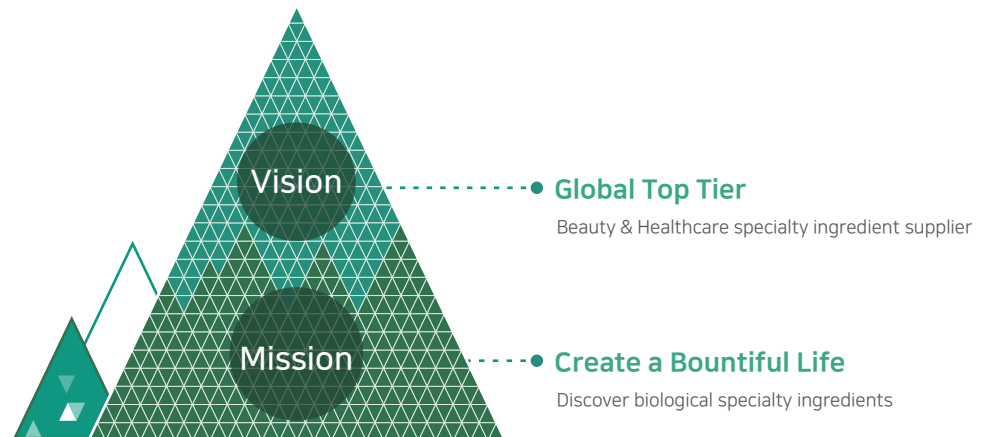 Vision
Global Top Tier
Beauty & Healthcare specialty ingredient supplier
Mission
Create a Bountiful Life
Discover biological specialty ingredients